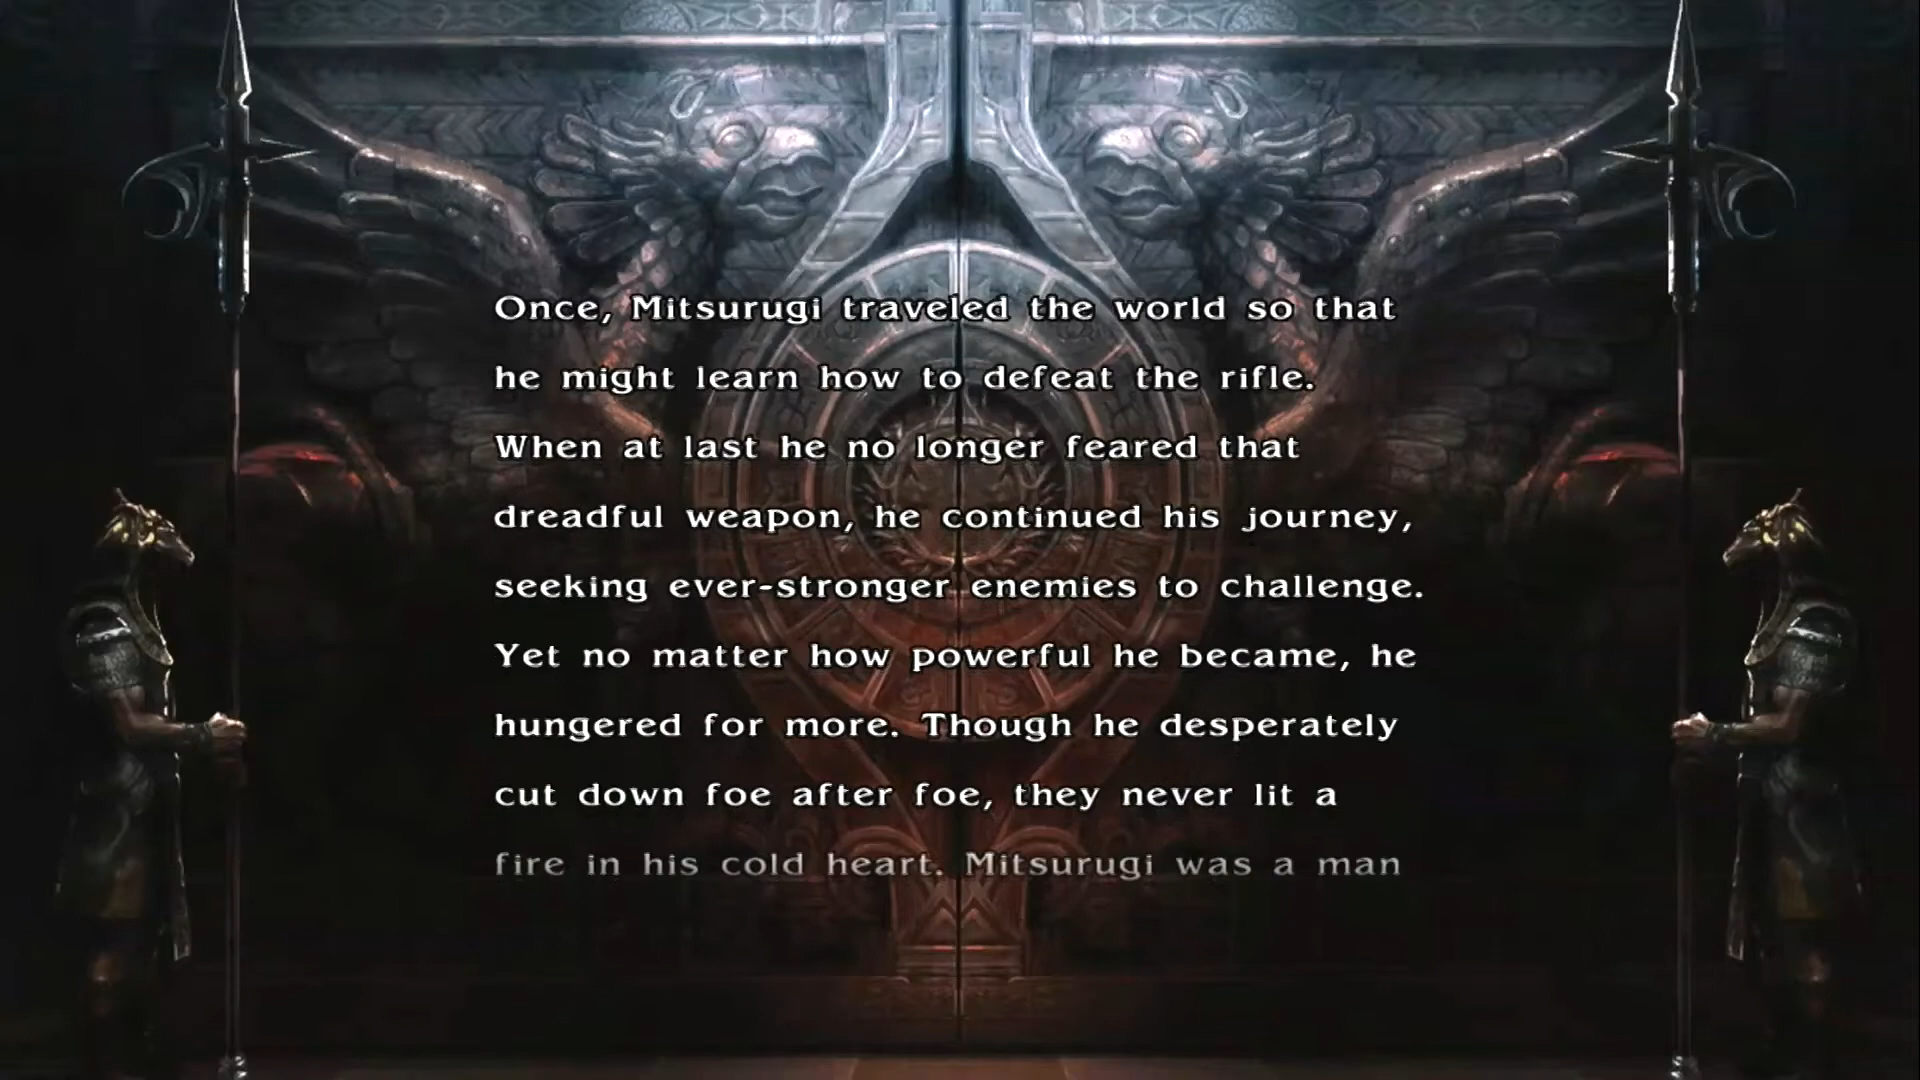 Once, Mitsurugi traveled the world so that
he might learn how to defeat the rifle.
When at last he no longer feared that
dreadful weapon, he continued his journey,
seeking ever-stronger enemies to challenge.
Yet no matter how powerful he became, he
hungered for more. Though he desperately
cut down foe after foe, they never lit a
fire in his cold heart. Mitsurugi was a man